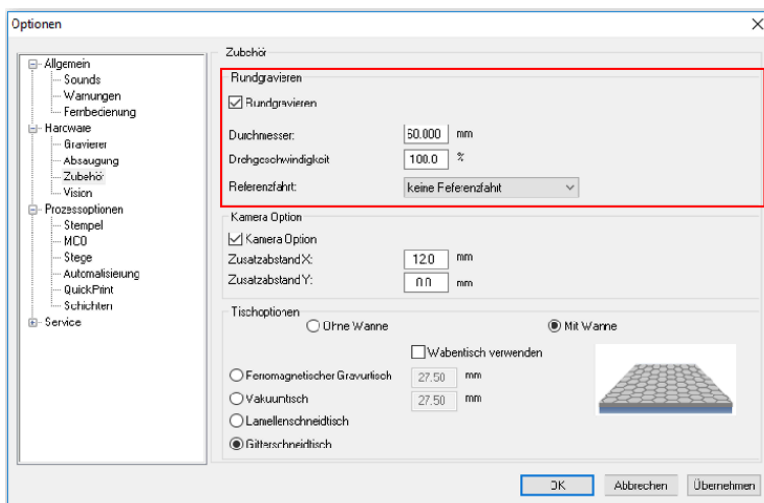 Optionen
Allgemein
Sounds
Warnungen
Fernbedienung
Hardware
Gravierer
Absaugung
Zubehör
Vision
Prozessoptionen
Stempel
MCO
Stege
Automatisierung
QuickPrint
Schichten
Service
Zubehör
Rundgravieren
Rundgravieren
Durchmesser: 60.000 mm
Drehgeschwindigkeit 100.0 %
Referenzfahrt: keine Referenzfahrt
Kamera Option
Kamera Option
Zusatzabstand X: 12.0 mm
Zusatzabstand Y: 0.0 mm
Tischoptionen
Ohne Wanne Mit Wanne
Wabentisch verwenden
Ferromagnetischer Gravurtisch 27.50 mm
Vakuumtisch 27.50 mm
Lamellenschneidtisch
Gitterschneidtisch
OK Abbrechen Übernehmen